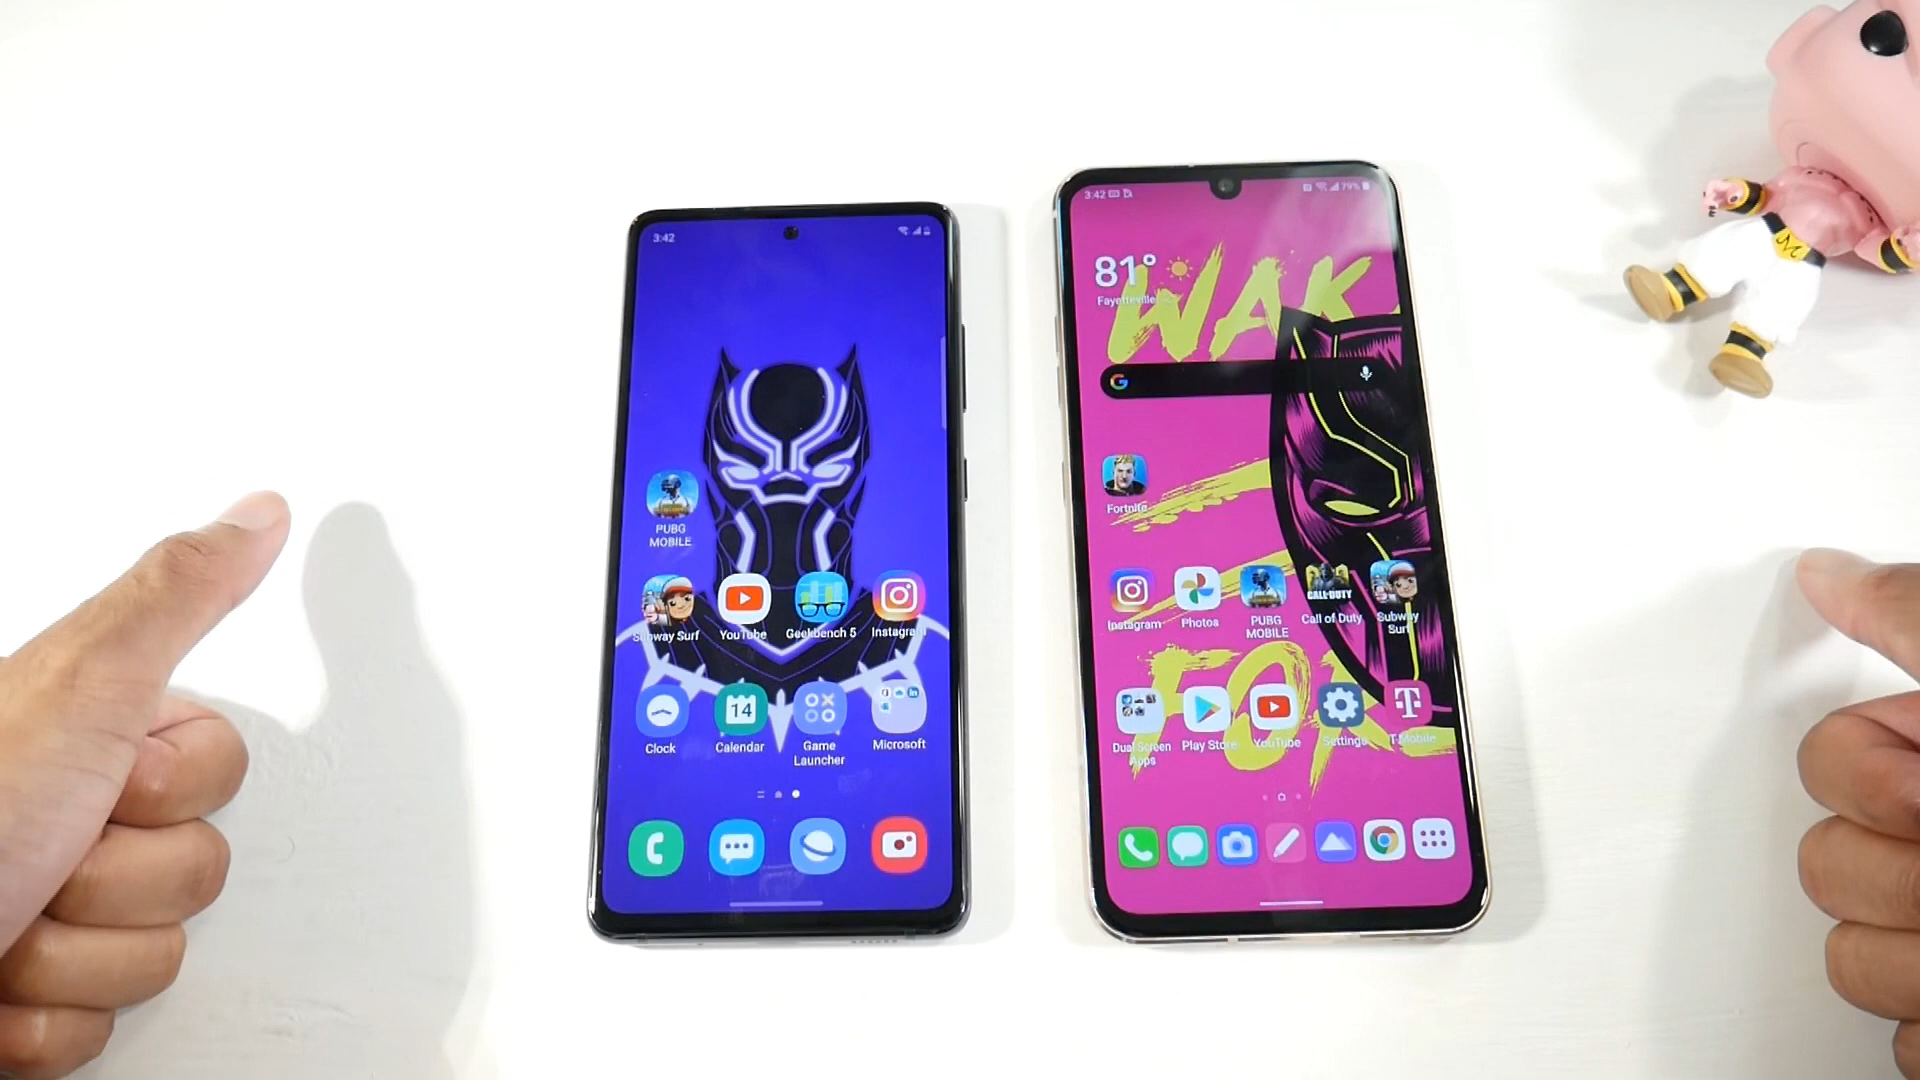 3:42
PUBG
MOBILE
Subway Surf
YouTube
Geekbench 5
Instagram
14
Clock
Calendar
Game
Launcher
Microsoft
3:42
79%
81°
Fayetteville
WAK
G
Fortnite
CALL·DUTY
Instagram
Photos
PUBG
MOBILE
Call of Duty
Subway
Surf
FOR
T
Dual Screen
Apps
Play Store
YouTube
Settings
T-Mobile
M